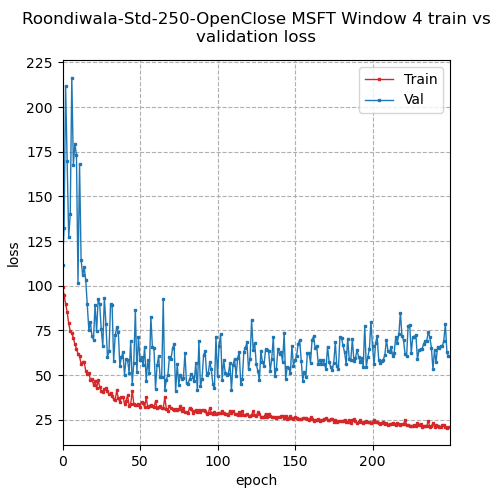 Roondiwala-Std-250-OpenClose MSFT Window 4 train vs
validation loss
Train
Val
225
200
175
150
125
100
75
50
25
loss
0
50
100
150
200
epoch